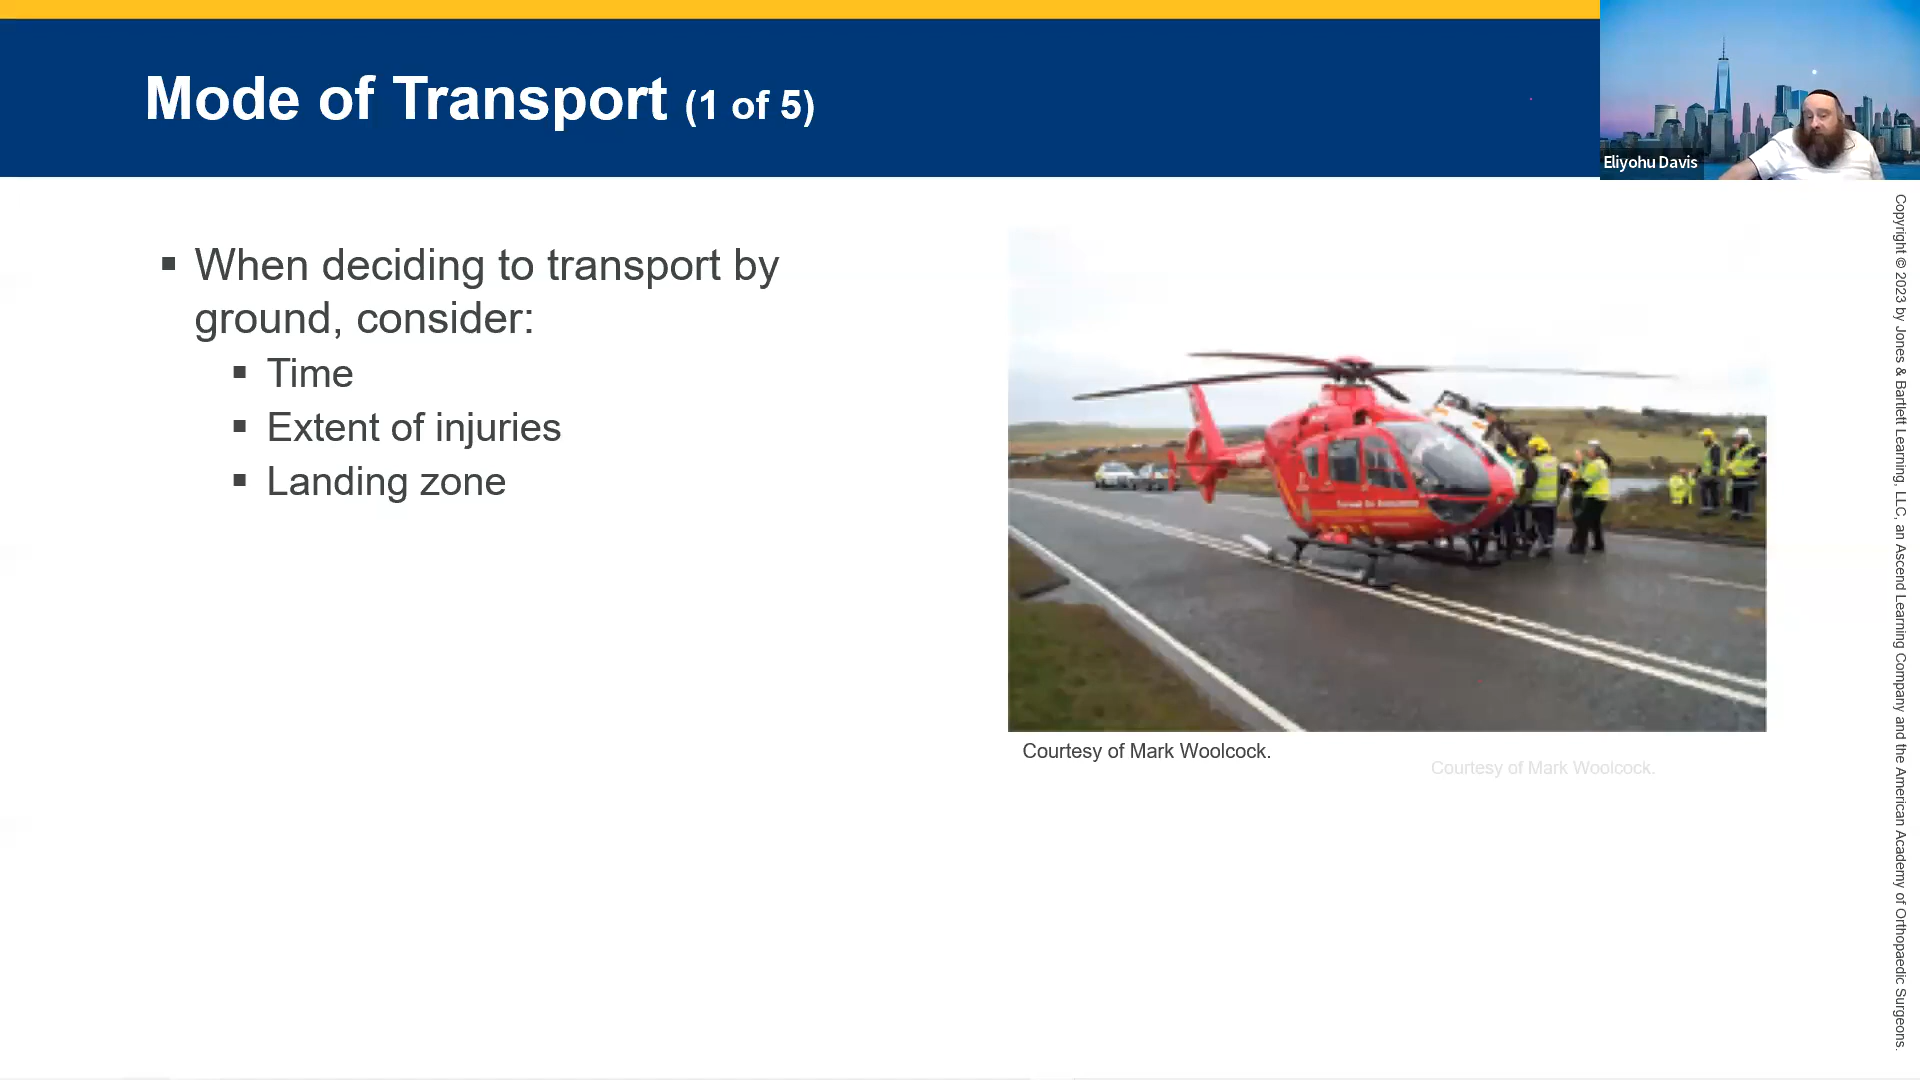 Mode of Transport (1 of 5)
Eliyohu Davis
▪ When deciding to transport by
ground, consider:
▪ Time
▪ Extent of injuries
▪ Landing zone
Courtesy of Mark Woolcock.
Courtesy of Mark Woolcock.
Copyright © 2023 by Jones & Bartlett Learning, LLC, an Ascend Learning Company and the American Academy of Orthopaedic Surgeons.